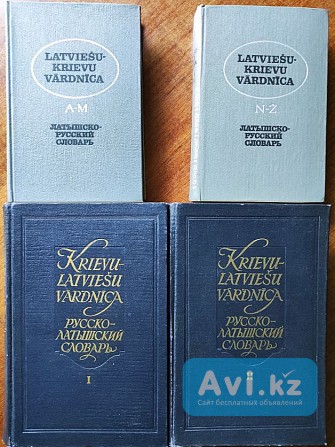 LATVIEŠU-
KRIEVU
VĀRDNĪCA
A-M
ЛАТЫШСКО-
РУССКИЙ
СЛОВАРЬ
LATVIEŠU-
KRIEVU
VĀRDNĪCA
N-Ž
ЛАТЫШСКО-
РУССКИЙ
СЛОВАРЬ
KRIEVU-
LATVIEŠU
VĀRDNĪCA
РУССКО-
ЛАТЫШСКИЙ
СЛОВАРЬ
I
KRIEVU-
LATVIEŠU
VĀRDNĪCA
РУССКО-
ЛАТЫШСКИЙ
СЛОВАРЬ
Avi.kz
Сайт бесплатных объявлений